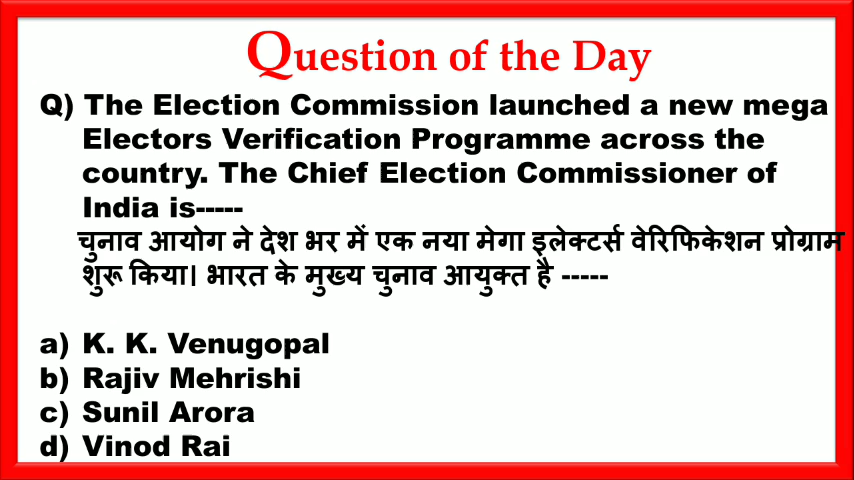 Question of the Day
Q) The Election Commission launched a new mega
Electors Verification Programme across the
country. The Chief Election Commissioner of
India is-----
चुनाव आयोग ने देश भर में एक नया मेगा इलेक्टर्स वेरिफिकेशन प्रोग्राम
शुरू किया। भारत के मुख्य चुनाव आयुक्त है -----
a) K. K. Venugopal
b) Rajiv Mehrishi
c) Sunil Arora
d) Vinod Rai